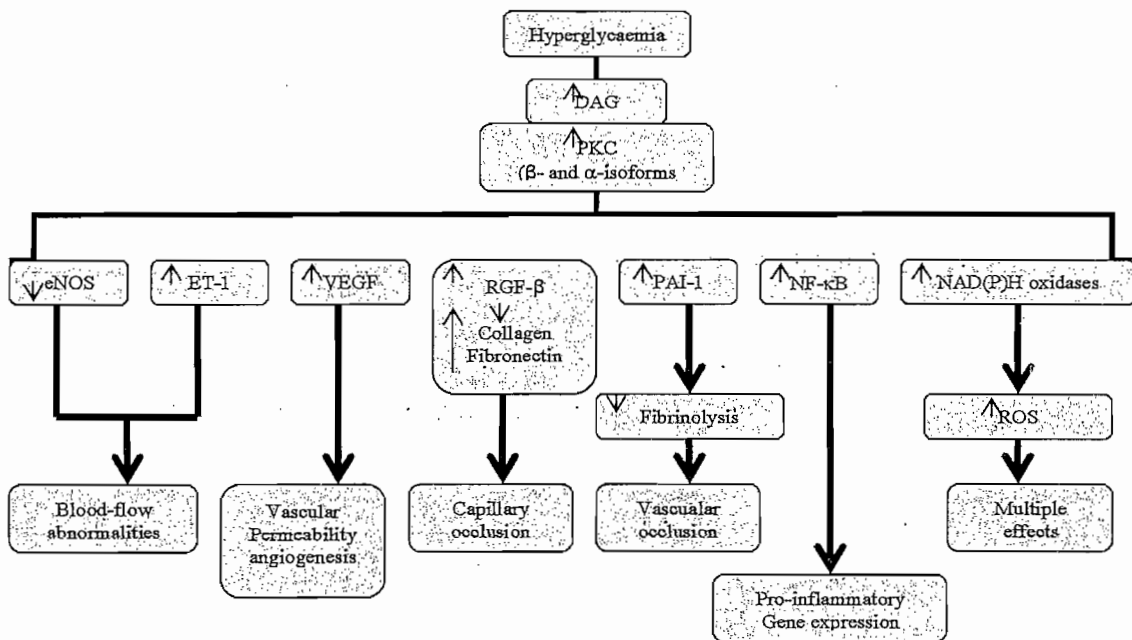 Hyperglycaemia
↑DAG
↑PKC
(β- and α-isoforms
↓eNOS
↑ ET-1
↑VEGF
↑ RGF-β
↓
↑ Collagen
Fibronectin
↑PAI-1
↑NF-κB
↑ NAD(P)H oxidases
↓ Fibrinolysis
↑ROS
Blood-flow
abnormalities
Vascular
Permeability
angiogenesis
Capillary
occlusion
Vascualar
occlusion
Multiple
effects
Pro-inflammatory
Gene expression